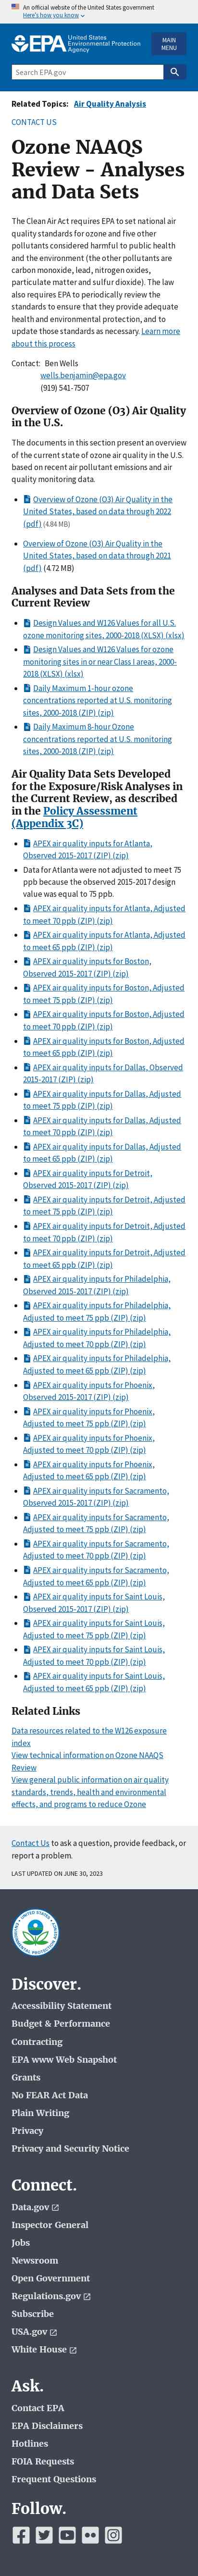 An official website of the United States government
Here's how you know
EPA
United States
Environmental Protection
Agency
MAIN
MENU
Search EPA.gov
Related Topics: Air Quality Analysis
CONTACT US
Ozone NAAQS
Review - Analyses
and Data Sets
The Clean Air Act requires EPA to set national
air quality standards for six common air
pollutants, including ozone, (the others are
carbon monoxide, lead, nitrogen oxides,
particulate matter and sulfur dioxide). The law
also requires EPA to periodically review the
standards to ensure that they provide
adequate health and environmental protection
and to update those standards as necessary. Learn more
about this process
Contact: Ben Wells
wells.benjamin@epa.gov
(919) 541-7507
Overview of Ozone (O3) Air Quality
in the U.S.
The documents in this section provide overviews
of the current state of ozone air quality in the U.S.
based on ambient monitoring, emissions and
ancillary data.
Overview of Ozone (O3) Air Quality in the
United States, based on data through 2022
(pdf) (4.84 MB)
Overview of Ozone (O3) Air Quality in the
United States, based on data through 2021
(pdf) (4.72 MB)
Analyses and Data Sets from the
Current Review
Design Values and W126 Values for all U.S.
ozone monitoring sites, 2000-2018 (XLSX) (xlsx)
Design Values and W126 Values for ozone
monitoring sites in or near Class I areas, 2000-
2018 (XLSX) (xlsx)
Daily Maximum 1-hour ozone
concentrations reported at U.S. monitoring
sites, 2000-2018 (ZIP) (zip)
Daily Maximum 8-hour Ozone
concentrations reported at U.S. monitoring
sites, 2000-2018 (ZIP) (zip)
Air Quality Data Sets Developed
for the Exposure/Risk Analyses in
the Current Review, as described
in the Policy Assessment
(Appendix 3C)
APEX air quality inputs for Atlanta,
Observed 2015-2017 (ZIP) (zip)
Data for Atlanta were not adjusted to meet 75
ppb because the observed 2015-2017 design
value was equal to 75 ppb.
APEX air quality inputs for Atlanta, Adjusted
to meet 70 ppb (ZIP) (zip)
APEX air quality inputs for Atlanta, Adjusted
to meet 65 ppb (ZIP) (zip)
APEX air quality inputs for Boston,
Observed 2015-2017 (ZIP) (zip)
APEX air quality inputs for Boston, Adjusted
to meet 75 ppb (ZIP) (zip)
APEX air quality inputs for Boston, Adjusted
to meet 70 ppb (ZIP) (zip)
APEX air quality inputs for Boston, Adjusted
to meet 65 ppb (ZIP) (zip)
APEX air quality inputs for Dallas, Observed
2015-2017 (ZIP) (zip)
APEX air quality inputs for Dallas, Adjusted
to meet 75 ppb (ZIP) (zip)
APEX air quality inputs for Dallas, Adjusted
to meet 70 ppb (ZIP) (zip)
APEX air quality inputs for Dallas, Adjusted
to meet 65 ppb (ZIP) (zip)
APEX air quality inputs for Detroit,
Observed 2015-2017 (ZIP) (zip)
APEX air quality inputs for Detroit, Adjusted
to meet 75 ppb (ZIP) (zip)
APEX air quality inputs for Detroit, Adjusted
to meet 70 ppb (ZIP) (zip)
APEX air quality inputs for Detroit, Adjusted
to meet 65 ppb (ZIP) (zip)
APEX air quality inputs for Philadelphia,
Observed 2015-2017 (ZIP) (zip)
APEX air quality inputs for Philadelphia,
Adjusted to meet 75 ppb (ZIP) (zip)
APEX air quality inputs for Philadelphia,
Adjusted to meet 70 ppb (ZIP) (zip)
APEX air quality inputs for Philadelphia,
Adjusted to meet 65 ppb (ZIP) (zip)
APEX air quality inputs for Phoenix,
Observed 2015-2017 (ZIP) (zip)
APEX air quality inputs for Phoenix,
Adjusted to meet 75 ppb (ZIP) (zip)
APEX air quality inputs for Phoenix,
Adjusted to meet 70 ppb (ZIP) (zip)
APEX air quality inputs for Phoenix,
Adjusted to meet 65 ppb (ZIP) (zip)
APEX air quality inputs for Sacramento,
Observed 2015-2017 (ZIP) (zip)
APEX air quality inputs for Sacramento,
Adjusted to meet 75 ppb (ZIP) (zip)
APEX air quality inputs for Sacramento,
Adjusted to meet 70 ppb (ZIP) (zip)
APEX air quality inputs for Sacramento,
Adjusted to meet 65 ppb (ZIP) (zip)
APEX air quality inputs for Saint Louis,
Observed 2015-2017 (ZIP) (zip)
APEX air quality inputs for Saint Louis,
Adjusted to meet 75 ppb (ZIP) (zip)
APEX air quality inputs for Saint Louis,
Adjusted to meet 70 ppb (ZIP) (zip)
APEX air quality inputs for Saint Louis,
Adjusted to meet 65 ppb (ZIP) (zip)
Related Links
Data resources related to the W126 exposure
index
View technical information on Ozone NAAQS
Review
View general public information on air quality
standards, trends, health and environmental
effects, and programs to reduce Ozone
Contact Us to ask a question, provide feedback, or
report a problem.
LAST UPDATED ON JUNE 30, 2023
Discover.
Accessibility Statement
Budget & Performance
Contracting
EPA www Web Snapshot
Grants
No FEAR Act Data
Plain Writing
Privacy
Privacy and Security Notice
Connect.
Data.gov
Inspector General
Jobs
Newsroom
Open Government
Regulations.gov
Subscribe
USA.gov
White House
Ask.
Contact EPA
EPA Disclaimers
Hotlines
FOIA Requests
Frequent Questions
Follow.